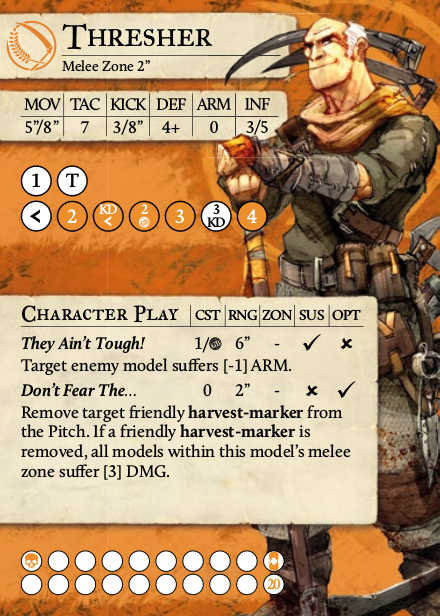 THRESHER
Melee Zone 2”
MOV TAC KICK DEF ARM INF
5”/8” 7 3/8” 4+ 0 3/5
1 T
< 2 KD < 2 3 3 KD 4
CHARACTER PLAY CST RNG ZON SUS OPT
They Ain’t Tough! 1/ 6” - ✓ ✗
Target enemy model suffers [-1] ARM.
Don’t Fear The... 0 2” - ✗ ✓
Remove target friendly harvest-marker from
the Pitch. If a friendly harvest-marker is
removed, all models within this model’s melee
zone suffer [3] DMG.
20